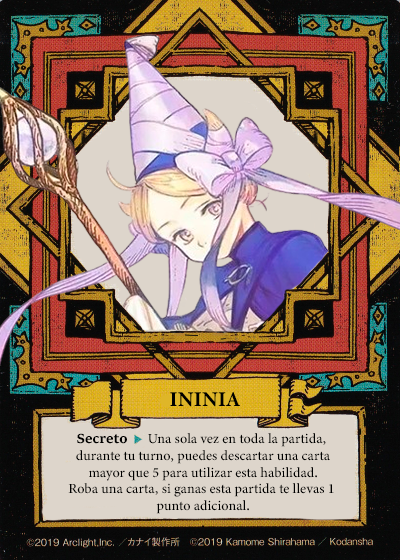 ININIA
Secreto ▶ Una sola vez en toda la partida,
durante tu turno, puedes descartar una carta
mayor que 5 para utilizar esta habilidad.
Roba una carta, si ganas esta partida te llevas 1
punto adicional.
©2019 Arclight,Inc. ／カナイ製作所 ©2019 Kamome Shirahama ／ Kodansha